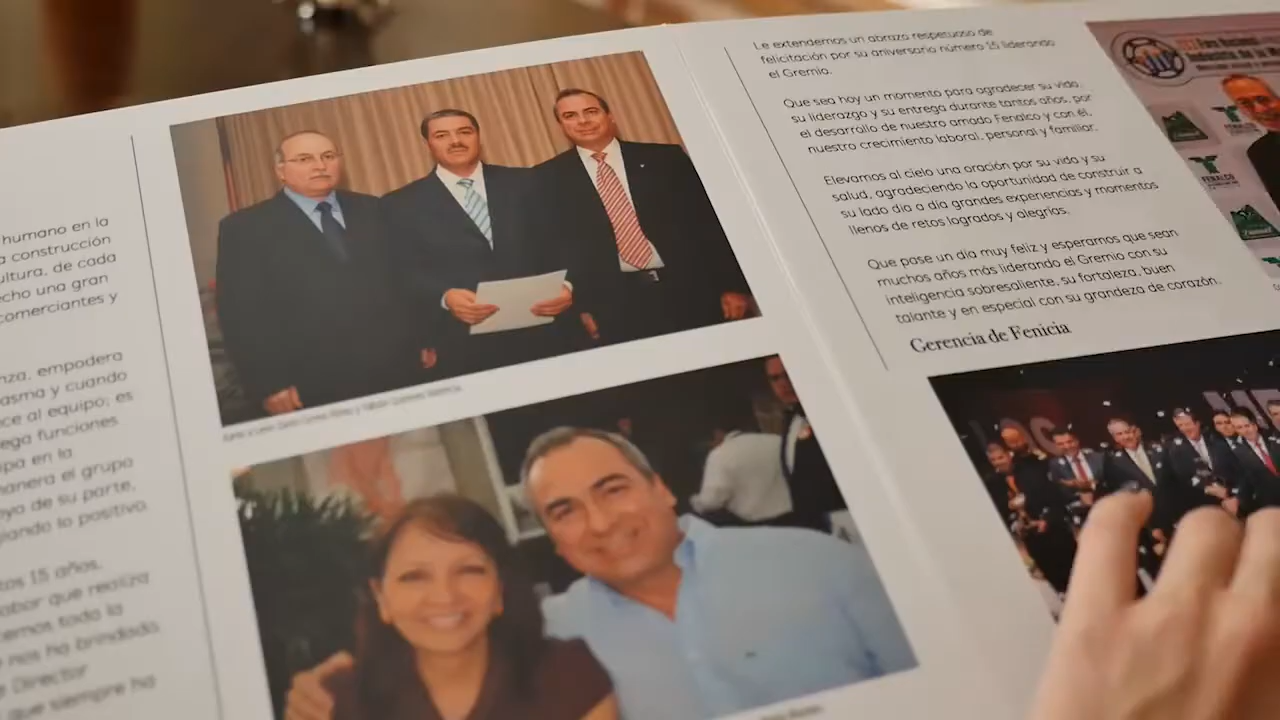 humano en la
construcción
ultura, de cada
echo una gran
comerciantes y
nza, empodera
asma y cuando
ce al equipo; es
ega funciones
ipa en la
manera el grupo
oyo de su parte,
giando lo positivo.
tos 15 años,
labor que realiza
cemos toda la
e nos ha brindado
Director
que siempre ha
Le extendemos un abrazo respetuoso de
felicitación por su aniversario número 15 liderando
el Gremio.
Que sea hoy un momento para agradecer su vida,
su liderazgo y su entrega durante tantos años, por
el desarrollo de nuestro amado Fenalco y con él,
nuestro crecimiento laboral, personal y familiar.
Elevamos al cielo una oración por su vida y su
salud, agradeciendo la oportunidad de construir a
su lado día a día grandes experiencias y momentos
llenos de retos logrados y alegrías.
Que pase un día muy feliz y esperamos que sean
muchos años más liderando el Gremio con su
inteligencia sobresaliente, su fortaleza, buen
talante y en especial con su grandeza de corazón.
Gerencia de Fenicia
FENALCO